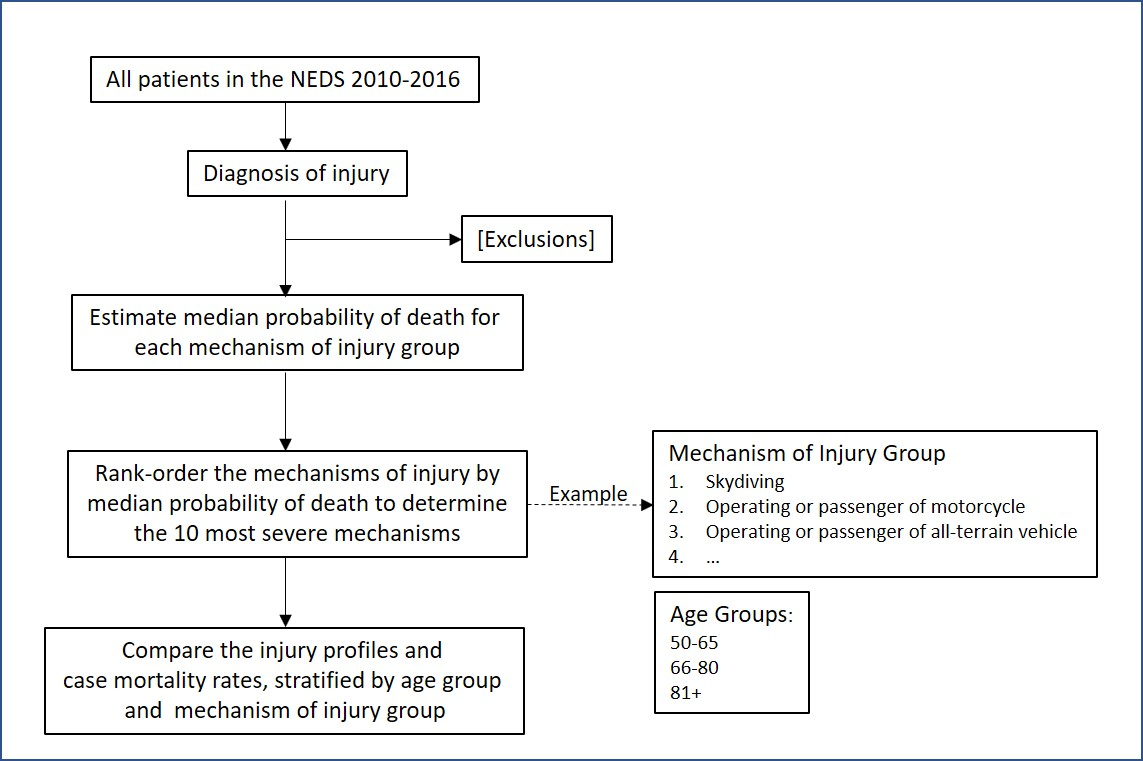 All patients in the NEDS 2010-2016
Diagnosis of injury
[Exclusions]
Estimate median probability of death for
each mechanism of injury group
Rank-order the mechanisms of injury by
median probability of death to determine
the 10 most severe mechanisms
Example
Mechanism of Injury Group
1. Skydiving
2. Operating or passenger of motorcycle
3. Operating or passenger of all-terrain vehicle
4. ...
Age Groups:
50-65
66-80
81+
Compare the injury profiles and
case mortality rates, stratified by age group
and mechanism of injury group